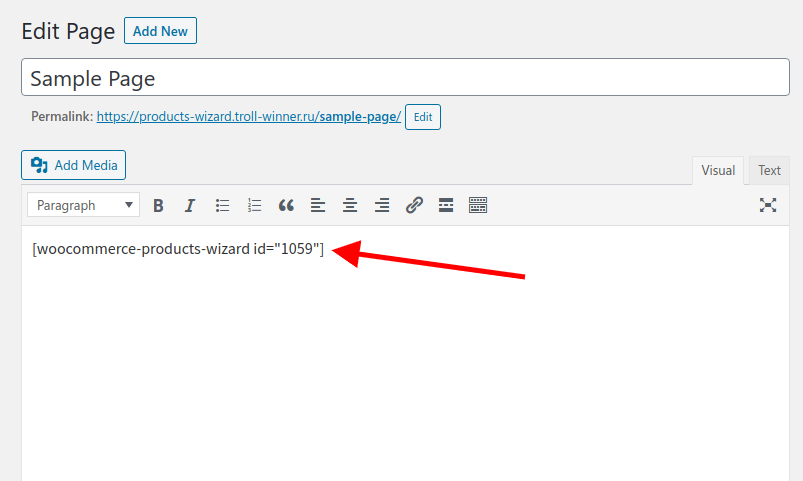 Edit Page Add New
Sample Page
Permalink: https://products-wizard.troll-winner.ru/sample-page/ Edit
Add Media
Visual Text
Paragraph B I
[woocommerce-products-wizard id="1059"]